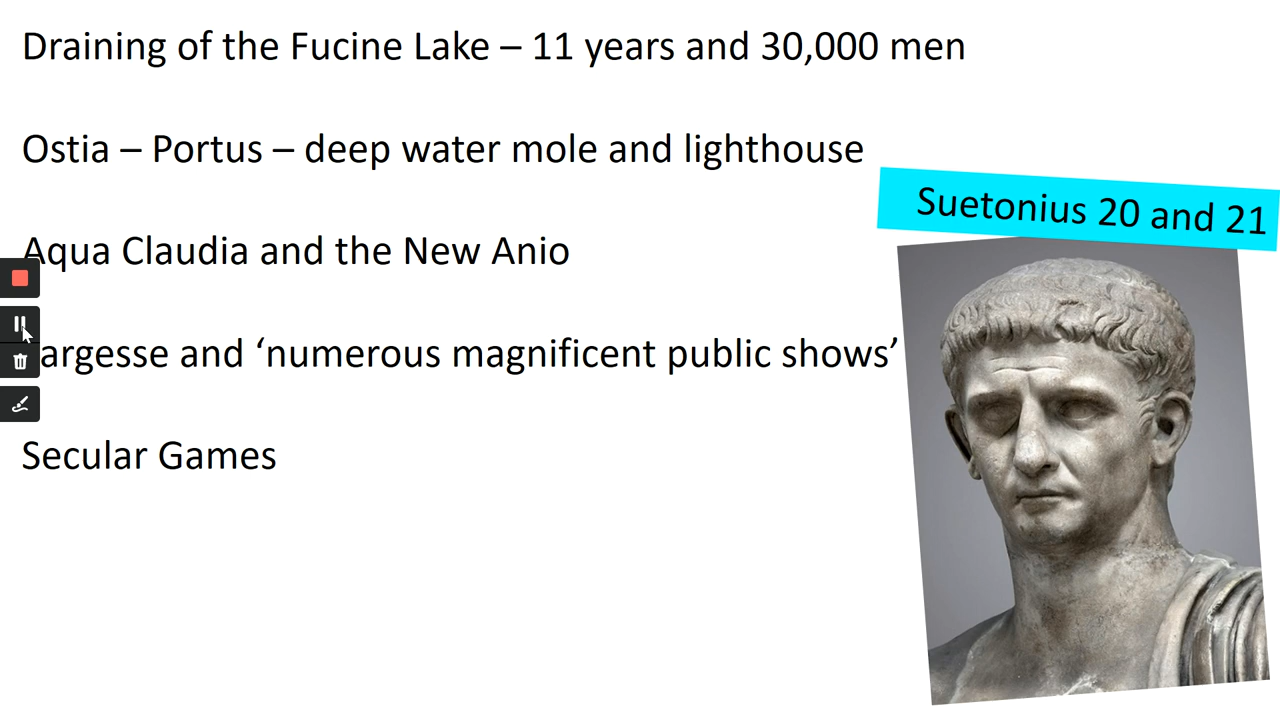 Draining of the Fucine Lake – 11 years and 30,000 men
Ostia – Portus – deep water mole and lighthouse
Suetonius 20 and 21
Aqua Claudia and the New Anio
argesse and ‘numerous magnificent public shows’
Secular Games